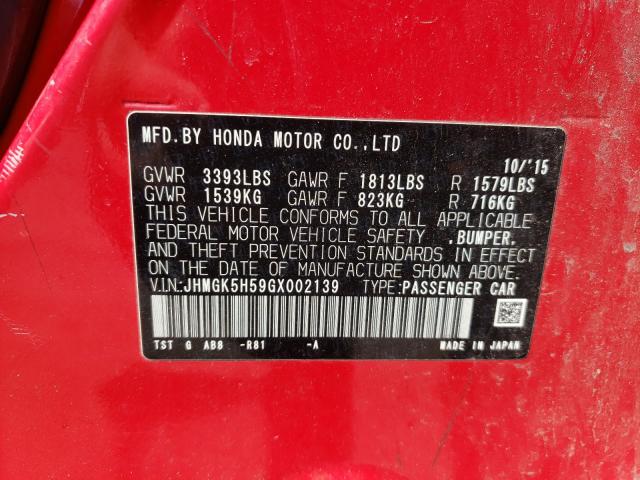 MFD.BY HONDA MOTOR CO.,LTD
10/'15
GVWR 3393LBS GAWR F 1813LBS R 1579LBS
GVWR 1539KG GAWR F 823KG R 716KG
THIS VEHICLE CONFORMS TO ALL APPLICABLE
FEDERAL MOTOR VEHICLE SAFETY ,BUMPER,
AND THEFT PREVENTION STANDARDS IN EFFECT
ON THE DATE OF MANUFACTURE SHOWN ABOVE.
V.I.N:JHMGK5H59GX002139 TYPE:PASSENGER CAR
TST G AB8 -R81 -A MADE IN JAPAN